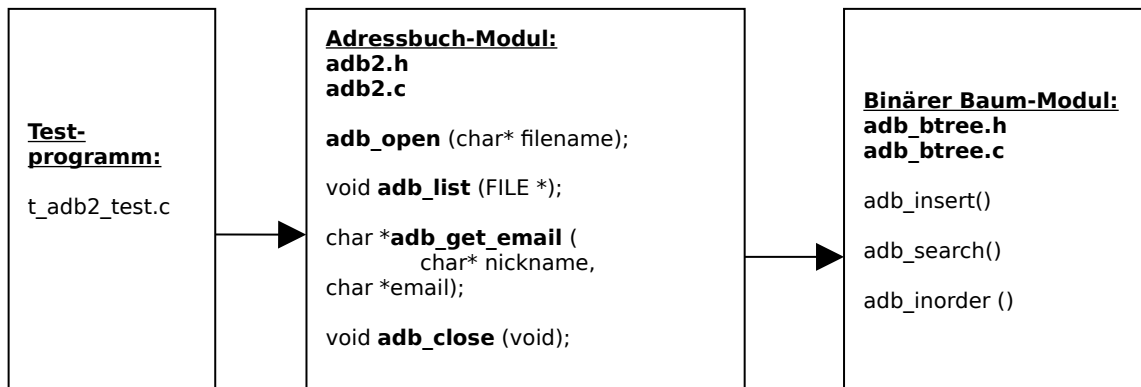 Test-
programm:
t_adb2_test.c
Adressbuch-Modul:
adb2.h
adb2.c
adb_open (char* filename);
void adb_list (FILE *);
char *adb_get_email (
char* nickname,
char *email);
void adb_close (void);
Binärer Baum-Modul:
adb_btree.h
adb_btree.c
adb_insert()
adb_search()
adb_inorder ()